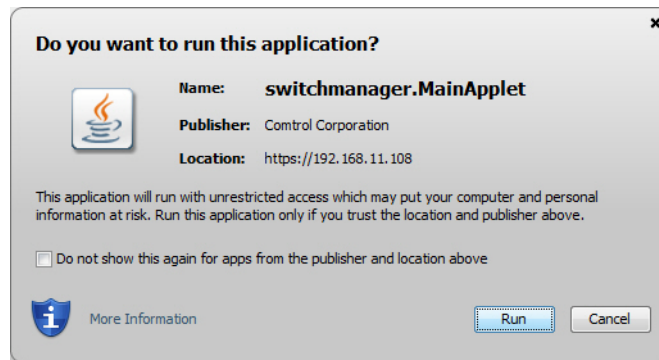 Do you want to run this application?
Name: switchmanager.MainApplet
Publisher: Comtrol Corporation
Location: https://192.168.11.108
This application will run with unrestricted access which may put your computer and personal
information at risk. Run this application only if you trust the location and publisher above.
Do not show this again for apps from the publisher and location above
More Information
Run
Cancel